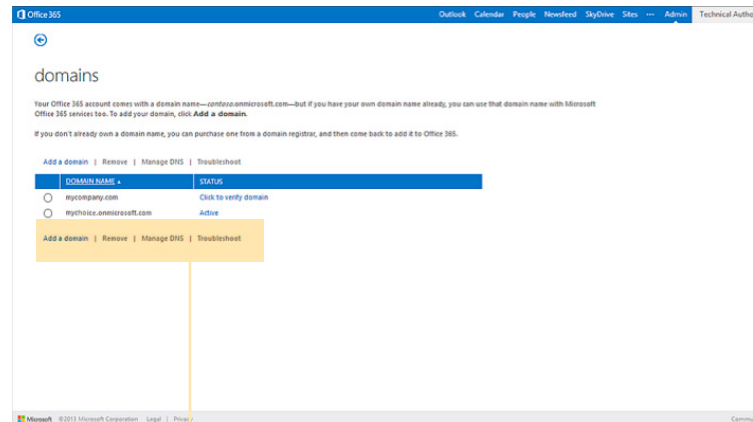 Office 365 Outlook Calendar People Newsfeed SkyDrive Sites ··· Admin Technical Autho
domains
Your Office 365 account comes with a domain name—contoso.onmicrosoft.com—but if you have your own domain name already, you can use that domain name with Microsoft
Office 365 services too. To add your domain, click Add a domain.
If you don't already own a domain name, you can purchase one from a domain registrar, and then come back to add it to Office 365.
Add a domain | Remove | Manage DNS | Troubleshoot
DOMAIN NAME ▲ STATUS
mycompany.com Click to verify domain
mychoice.onmicrosoft.com Active
Add a domain | Remove | Manage DNS | Troubleshoot
Microsoft ©2013 Microsoft Corporation Legal | Privacy Commu